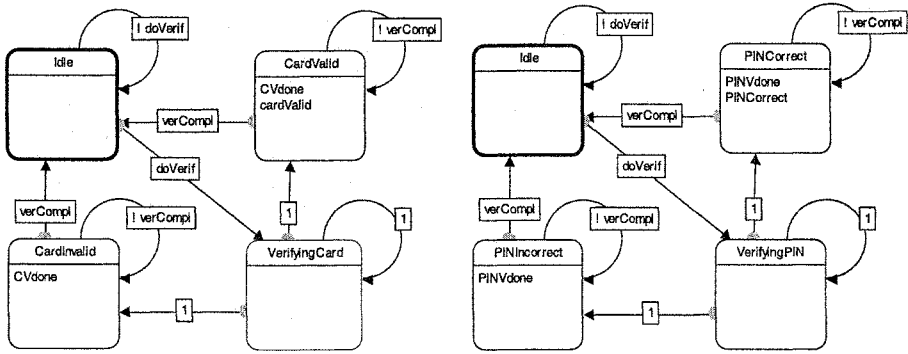 ! doVerif
Idle
! verCompl
CardValid
CVdone
cardValid
verCompl
doVerif
verCompl
! verCompl
1
1
CardInvalid
CVdone
VerifyingCard
1
! doVerif
Idle
! verCompl
PINCorrect
PINVdone
PINCorrect
verCompl
doVerif
verCompl
! verCompl
1
1
PINIncorrect
PINVdone
VerifyingPIN
1